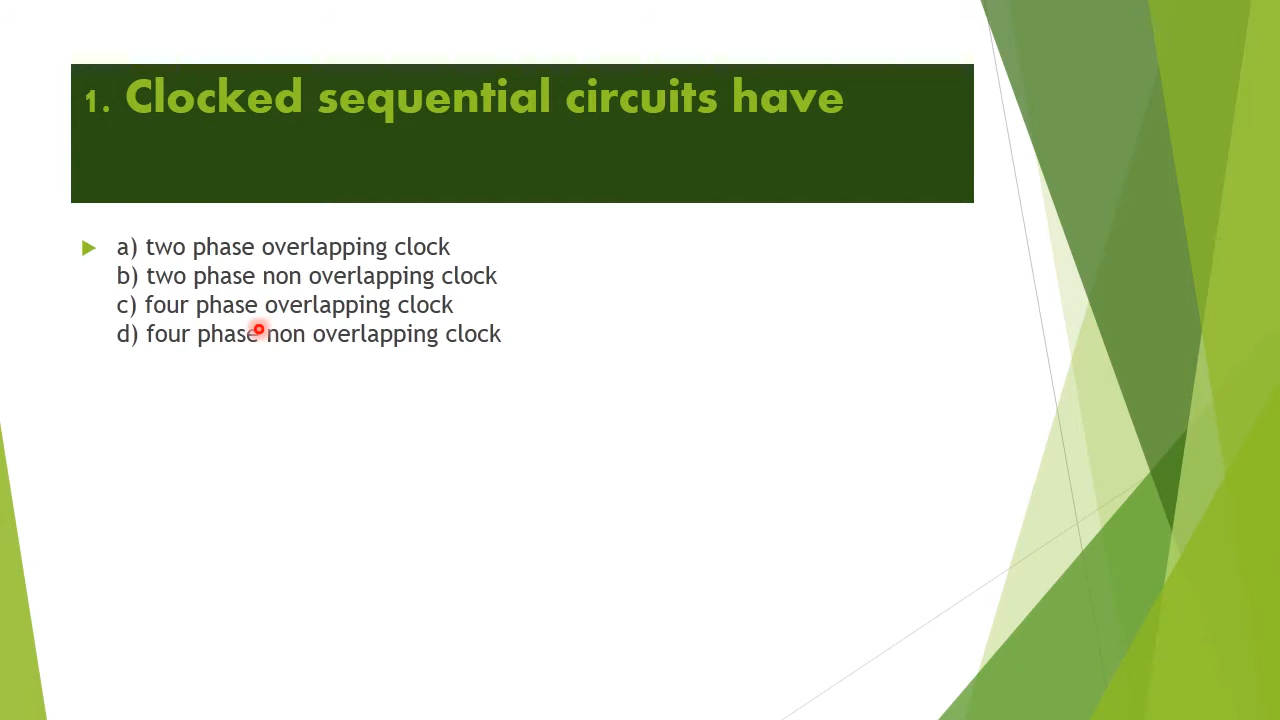 1. Clocked sequential circuits have
a) two phase overlapping clock
b) two phase non overlapping clock
c) four phase overlapping clock
d) four phase non overlapping clock